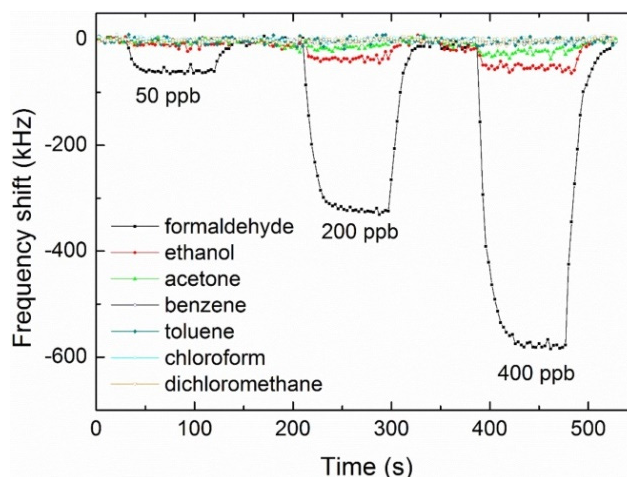 0
-200
-400
-600
Frequency shift (kHz)
50 ppb
200 ppb
400 ppb
formaldehyde
ethanol
acetone
benzene
toluene
chloroform
dichloromethane
0 100 200 300 400 500
Time (s)